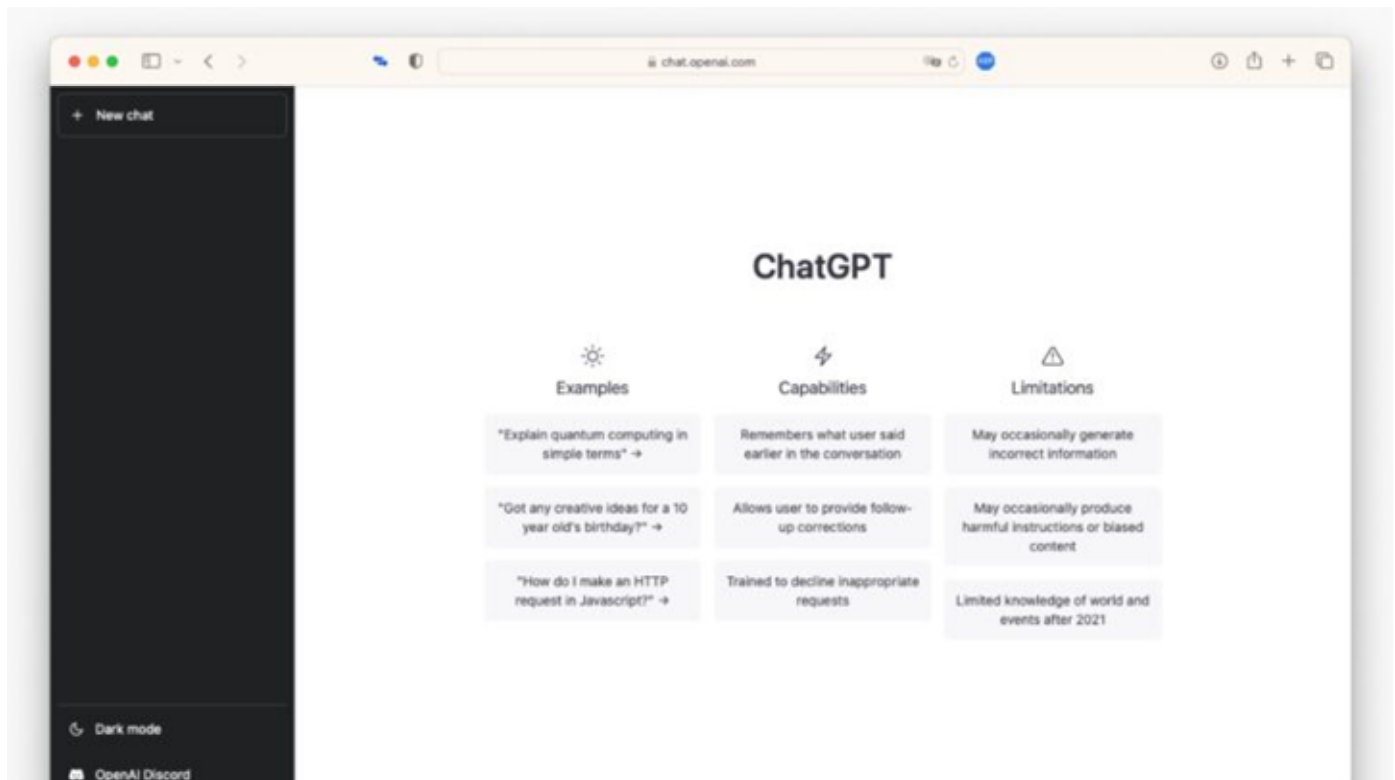 chat.openai.com
+ New chat
ChatGPT
Examples
Capabilities
Limitations
"Explain quantum computing in
simple terms" →
Remembers what user said
earlier in the conversation
May occasionally generate
incorrect information
"Got any creative ideas for a 10
year old's birthday?" →
Allows user to provide follow-
up corrections
May occasionally produce
harmful instructions or biased
content
"How do I make an HTTP
request in Javascript?" →
Trained to decline inappropriate
requests
Limited knowledge of world and
events after 2021
Dark mode
OpenAI Discord